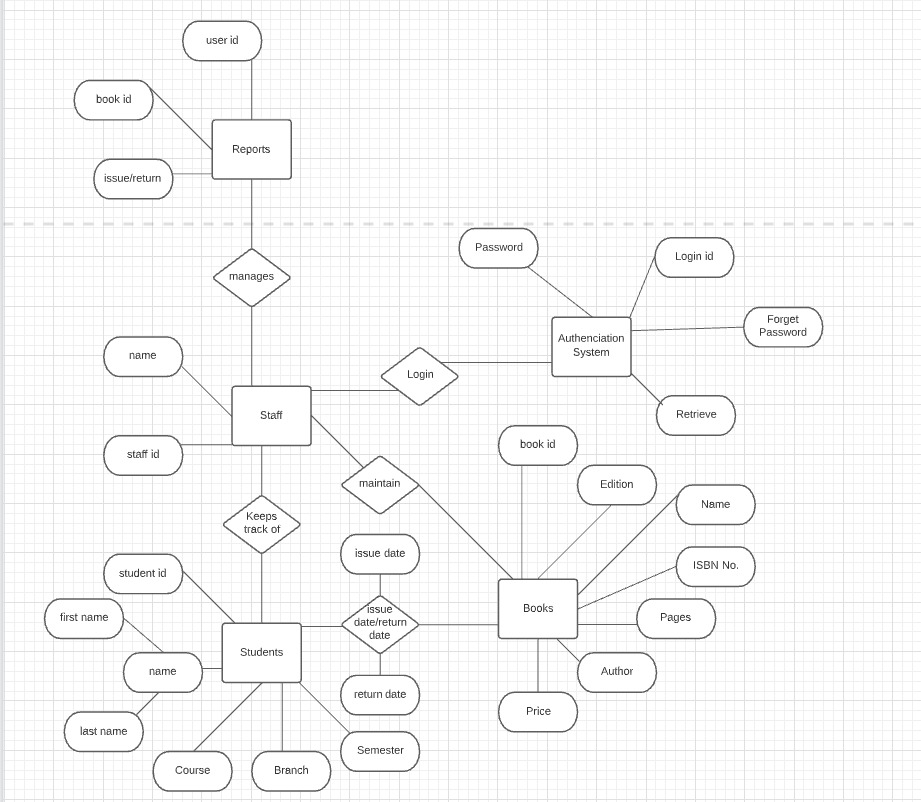 user id
book id
Reports
issue/return
Password
Login id
manages
Forget
Password
Authenciation
System
name
Login
Retrieve
Staff
book id
staff id
maintain
Edition
Name
Keeps
track of
issue date
ISBN No.
student id
first name
issue
date/return
date
Books
Pages
Students
name
Author
return date
Price
last name
Semester
Course
Branch